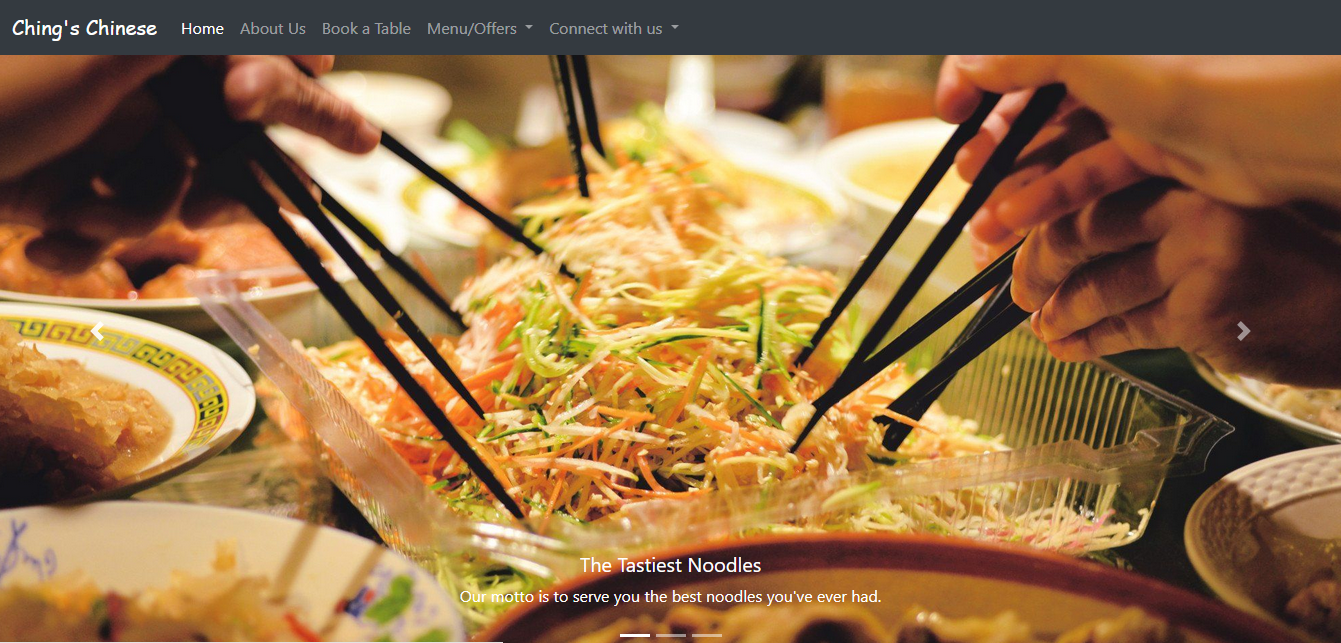 Ching's Chinese Home About Us Book a Table Menu/Offers Connect with us
The Tastiest Noodles
Our motto is to serve you the best noodles you've ever had.